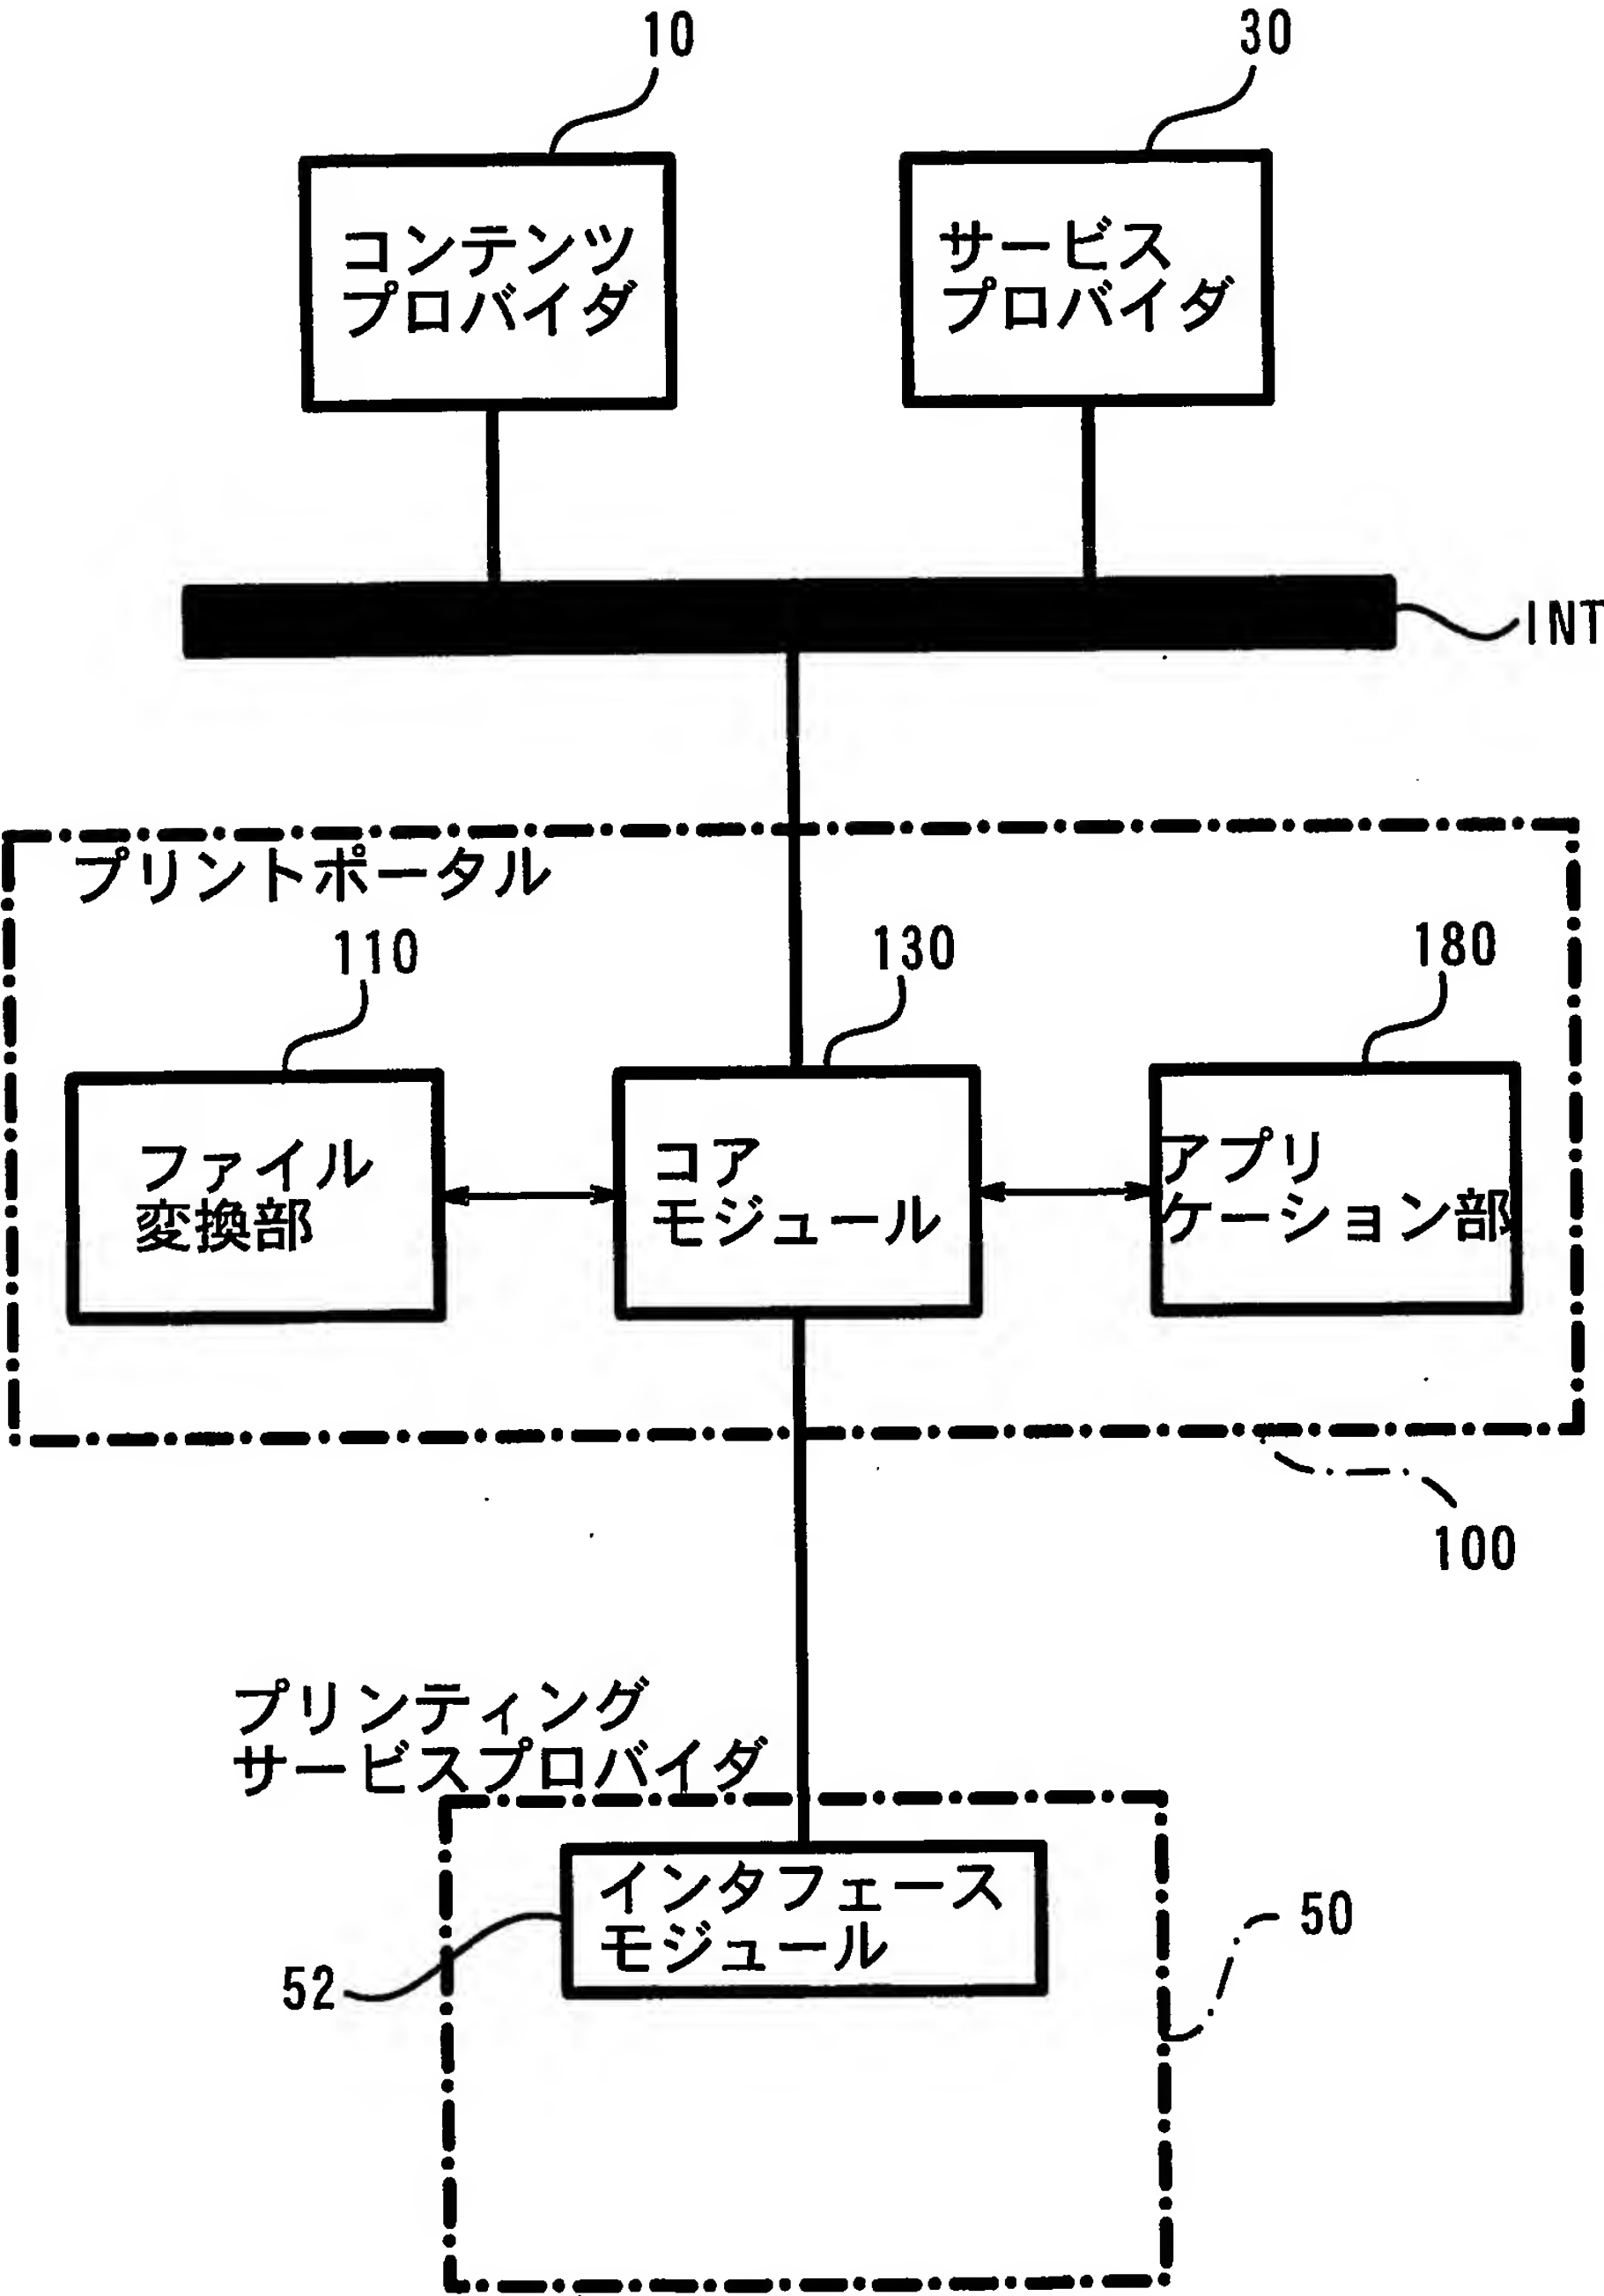 10
30
コンテンツ
プロバイダ
サービス
プロバイダ
INT
プリントポータル
110
130
180
ファイル
変換部
コア
モジュール
アプリ
ケーション部
100
プリンティング
サービスプロバイダ
インタフェース
モジュール
50
52